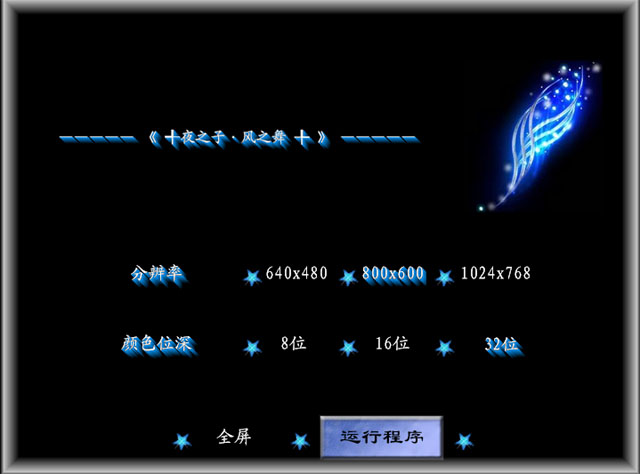 ————— 《 十夜之子·风之舞 十 》 —————
分辨率 640x480 800x600 1024x768
颜色位深 8位 16位 32位
全屏 运行程序